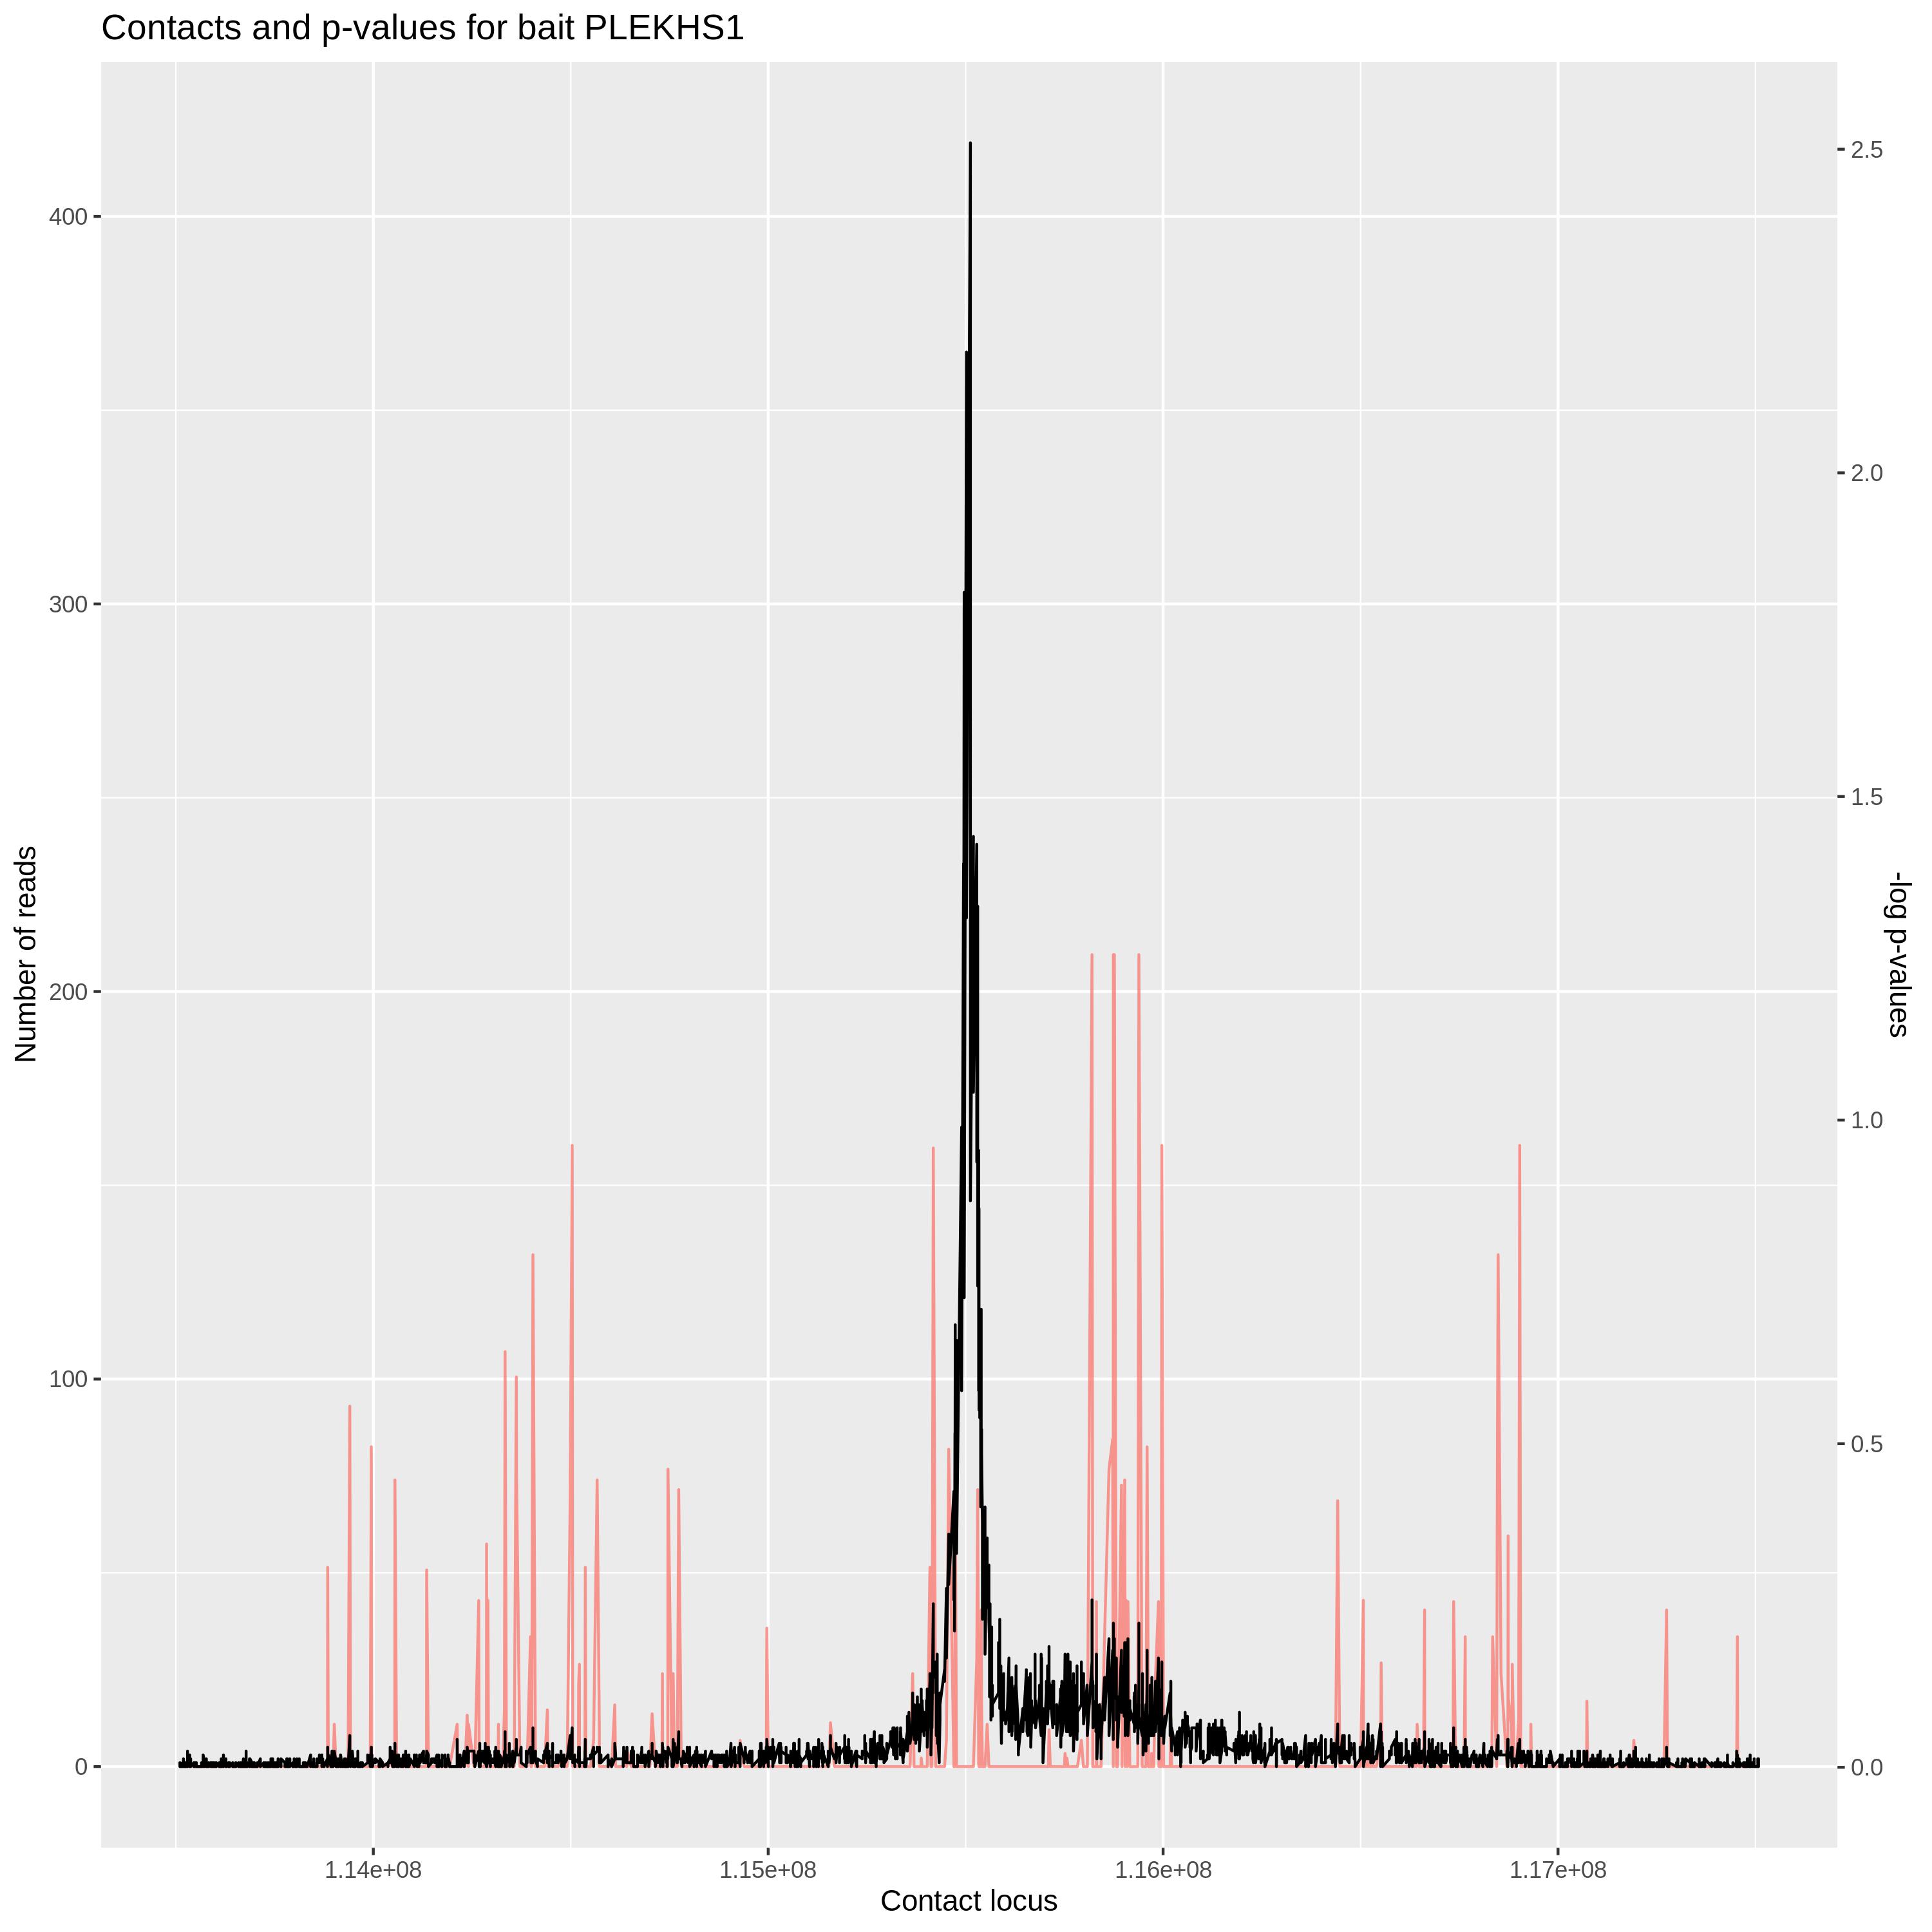 Contacts and p-values for bait PLEKHS1
Number of reads
400
300
200
100
0
2.5
2.0
1.5
1.0
0.5
0.0
-log p-values
1.14e+08
1.15e+08
1.16e+08
1.17e+08
Contact locus